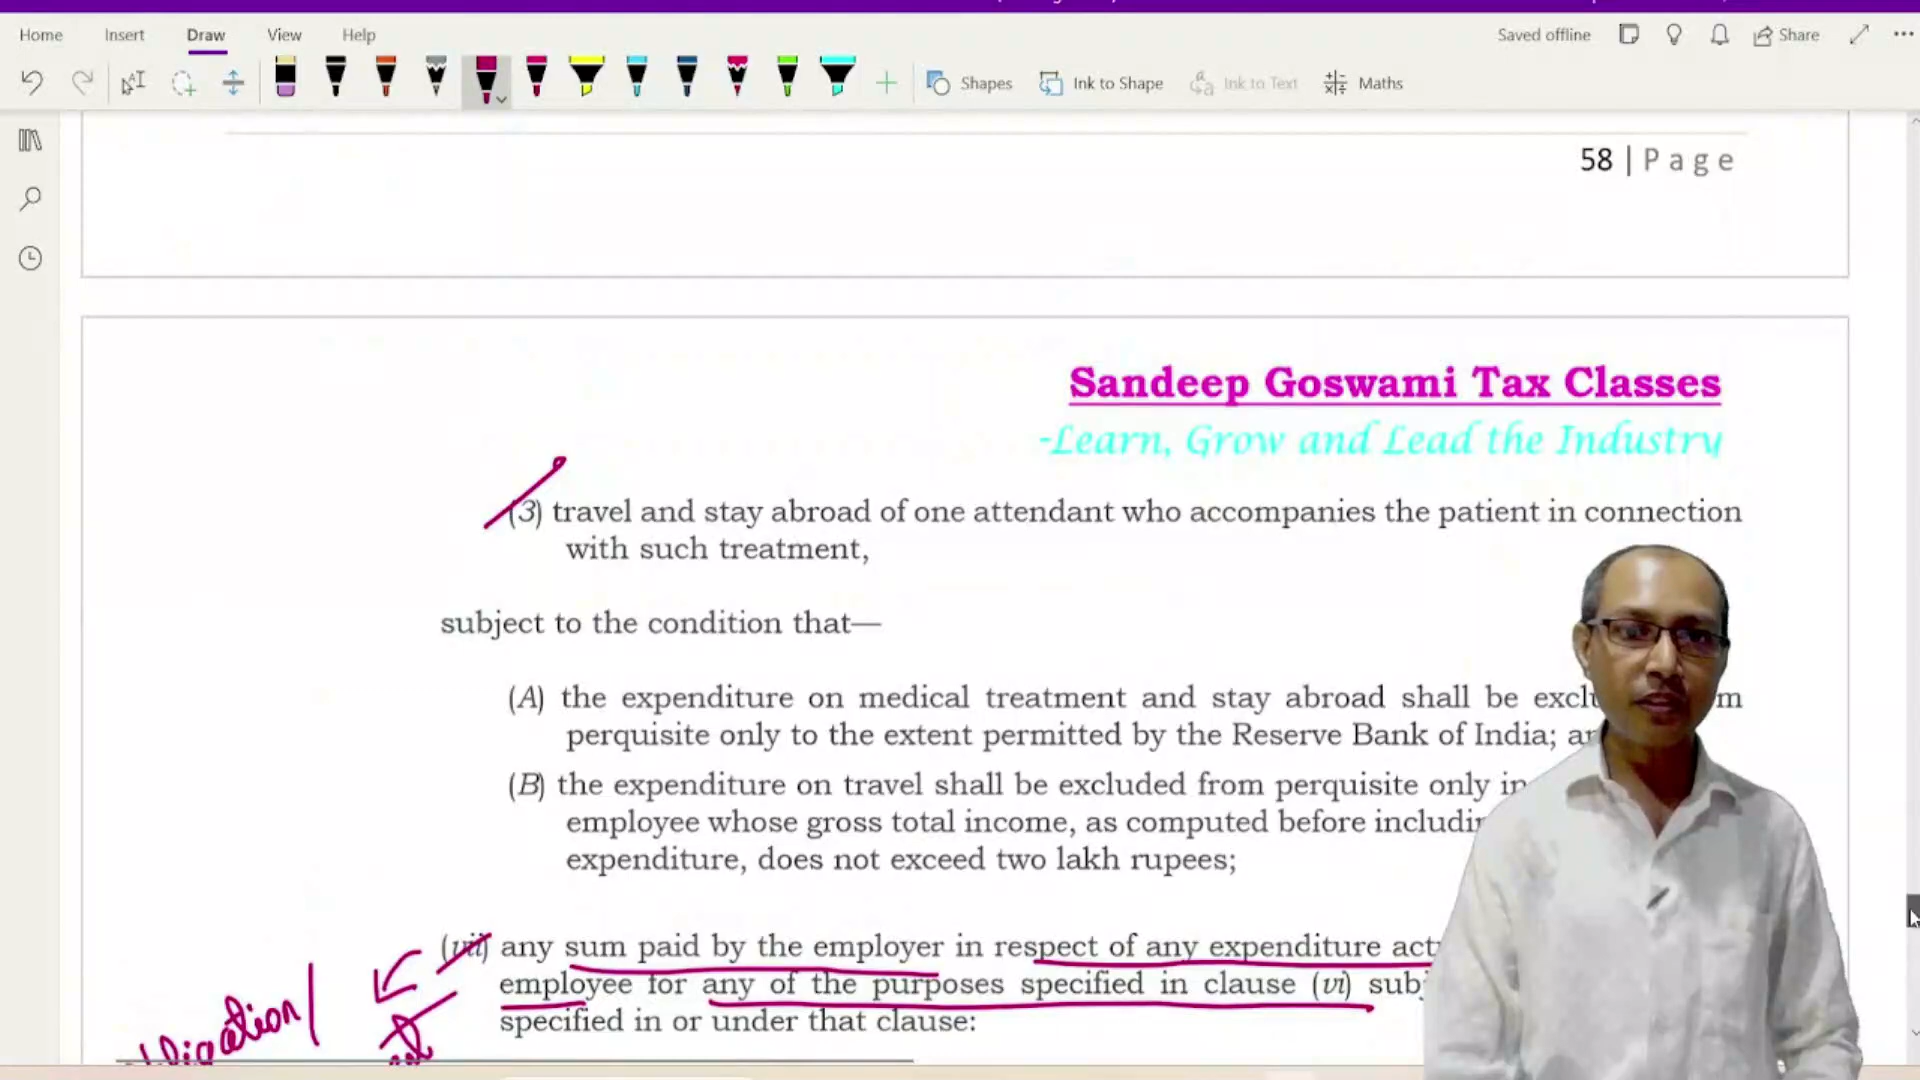 Home Insert Draw View Help Saved offline Share
Shapes Ink to Shape Ink to Text Maths
58 | P a g e
Sandeep Goswami Tax Classes
-Learn, Grow and Lead the Industry
(3) travel and stay abroad of one attendant who accompanies the patient in connection
with such treatment,
subject to the condition that—
(A) the expenditure on medical treatment and stay abroad shall be
perquisite only to the extent permitted by the Reserve Bank of India;
(B) the expenditure on travel shall be excluded from perquisite only in
employee whose gross total income, as computed before
expenditure, does not exceed two lakh rupees;
(vii) any sum paid by the employer in respect of any expenditure
employee for any of the purposes specified in clause (vi)
specified in or under that clause: